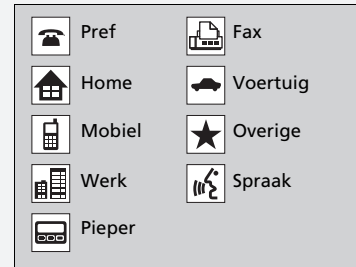 Pref
Fax
Home
Voertuig
Mobiel
Overige
Werk
Spraak
Pieper